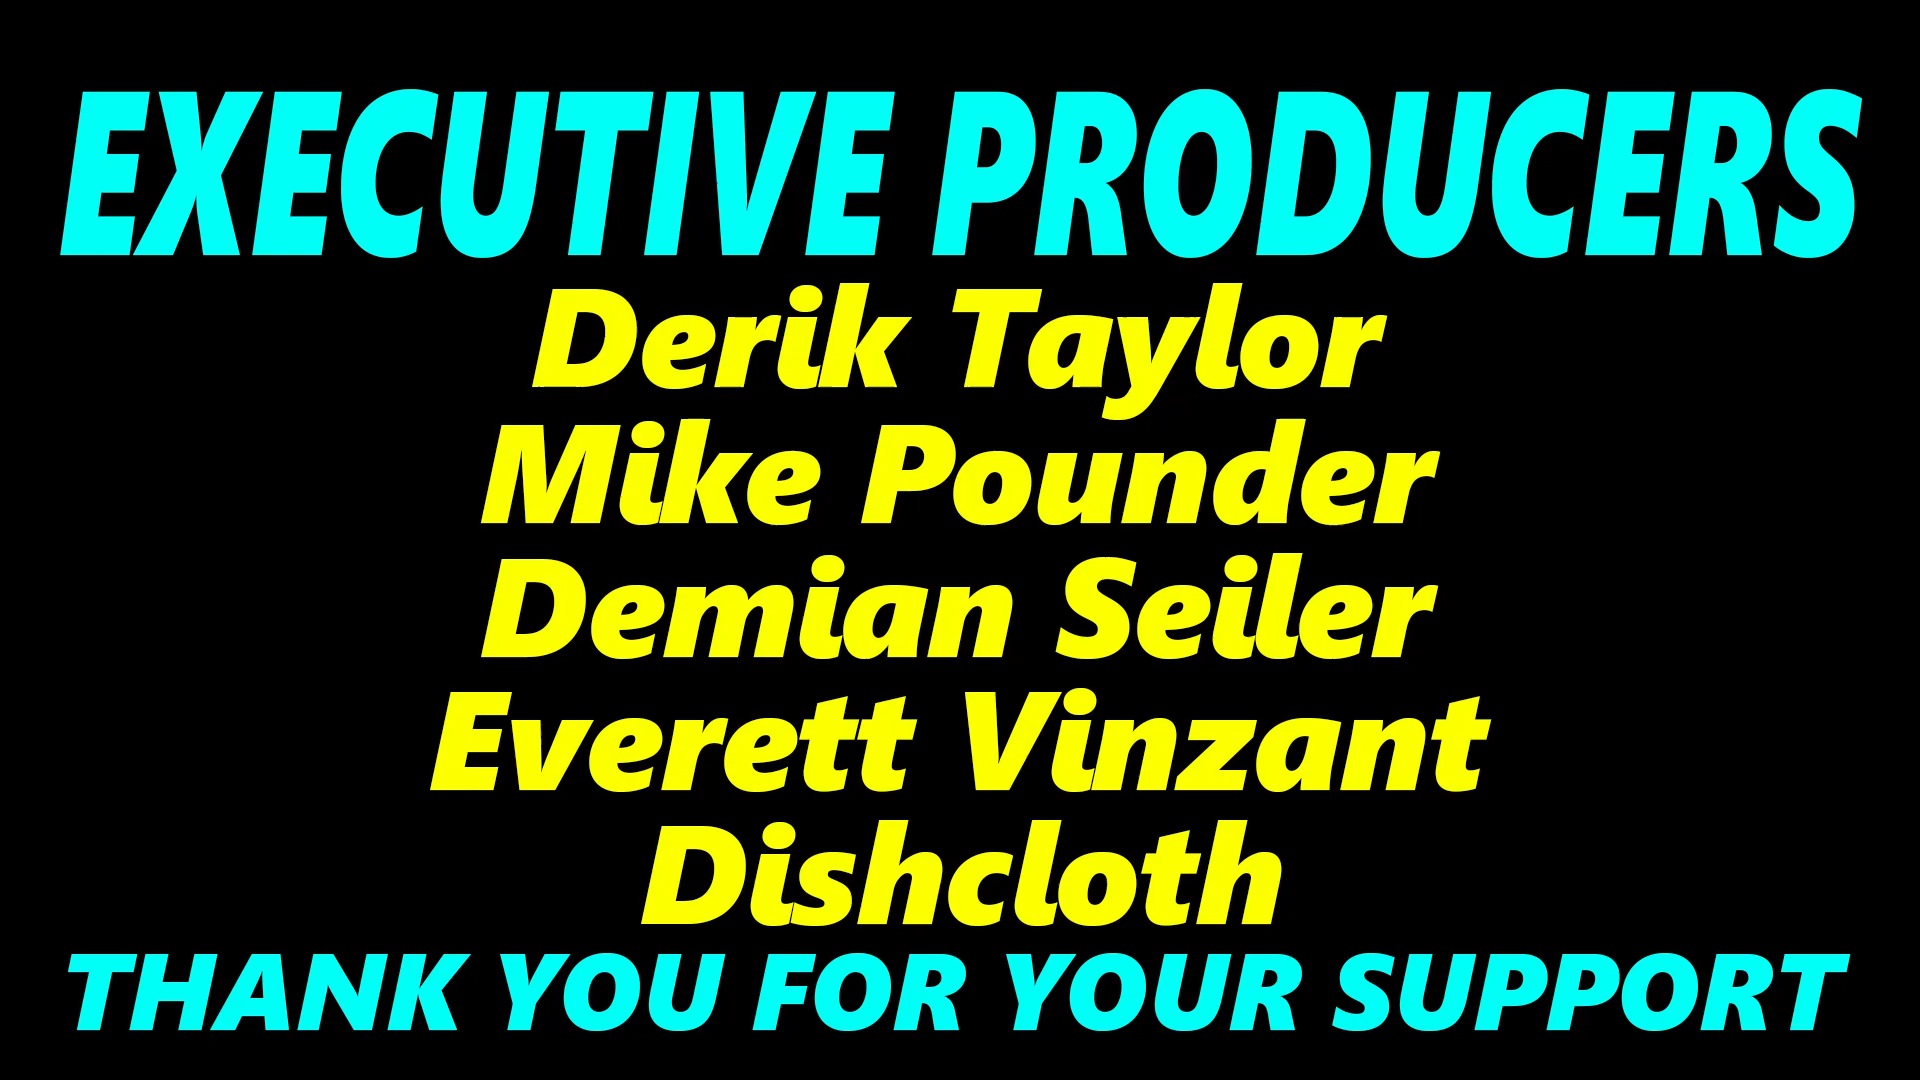 EXECUTIVE PRODUCERS
Derik Taylor
Mike Pounder
Demian Seiler
Everett Vinzant
Dishcloth
THANK YOU FOR YOUR SUPPORT